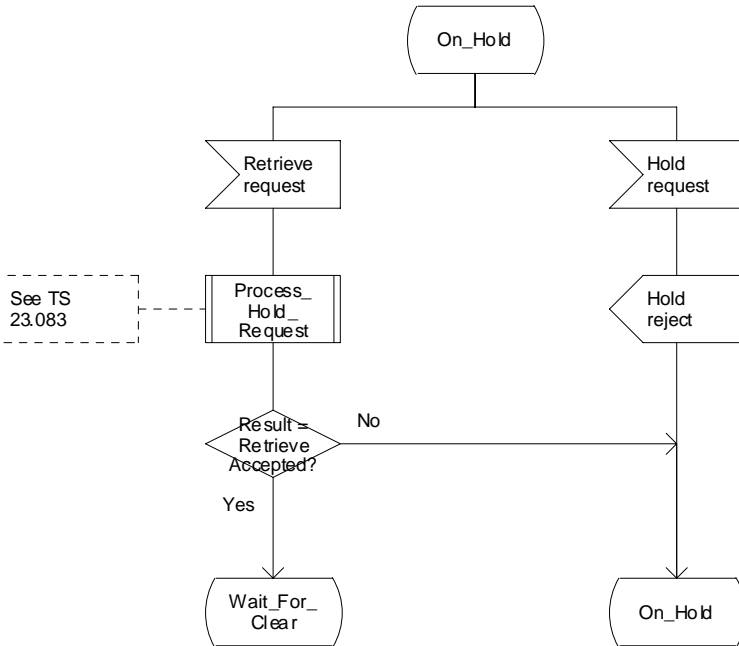 On_Hold
Retrieve
request
Hold
request
See TS
23.083
Process_
Hold_
Request
Hold
reject
Result =
Retrieve
Accepted?
No
Yes
Wait_For_
Clear
On_Hold